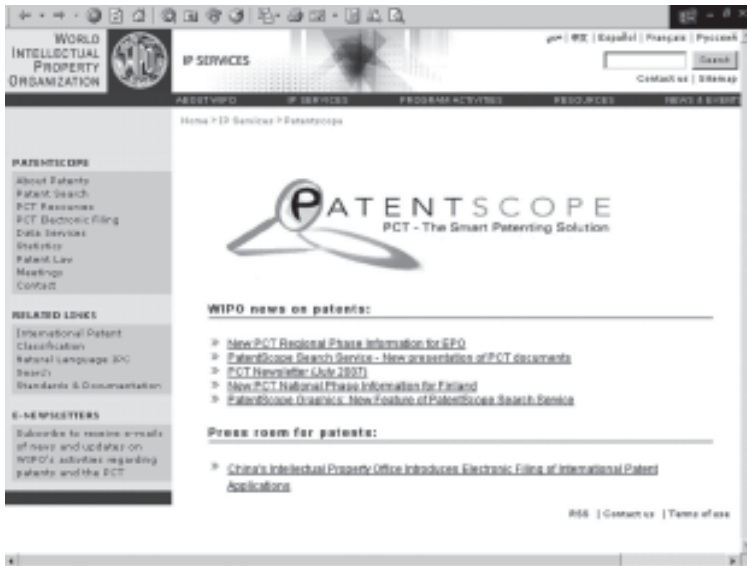 WORLD
INTELLECTUAL
PROPERTY
ORGANIZATION
IP SERVICES
| Español | Français | Русский
Search
Contact us | Sitemap
ABOUT WIPO IP SERVICES PROGRAM ACTIVITIES RESOURCES NEWS & EVENTS
Home > IP Services > Patentscope
PATENTSCOPE
About Patents
Patent Search
PCT Resources
PCT Electronic Filing
Data Services
Statistics
Patent Law
Meetings
Contact
RELATED LINKS
International Patent
Classification
Natural Language IPC
Search
Standards & Documentation
E-NEWSLETTERS
Subscribe to receive e-mails
of news and updates on
WIPO's activities regarding
patents and the PCT
PATENTSCOPE
PCT - The Smart Patenting Solution
WIPO news on patents:
» New PCT Regional Phase Information for EPO
» PatentScope Search Service - New presentation of PCT documents
» PCT Newsletter (July 2007)
» New PCT National Phase Information for Finland
» PatentScope Graphics: New Feature of PatentScope Search Service
Press room for patents:
» China's Intellectual Property Office Introduces Electronic Filing of International Patent
Applications
RSS | Contact us | Terms of use